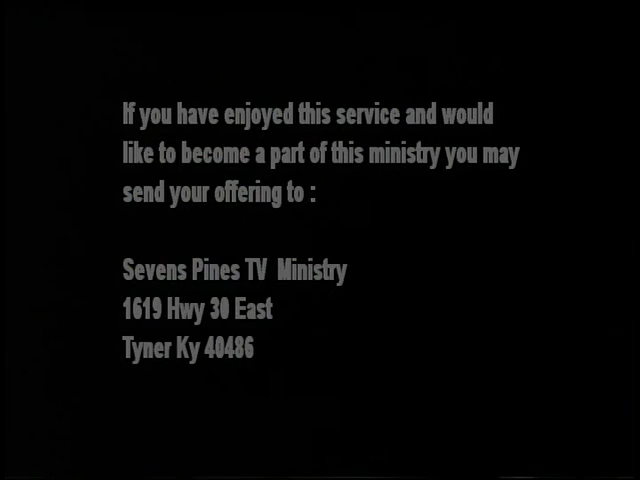 If you have enjoyed this service and would
like to become a part of this ministry you may
send your offering to :
Sevens Pines TV Ministry
1619 Hwy 30 East
Tyner Ky 40486